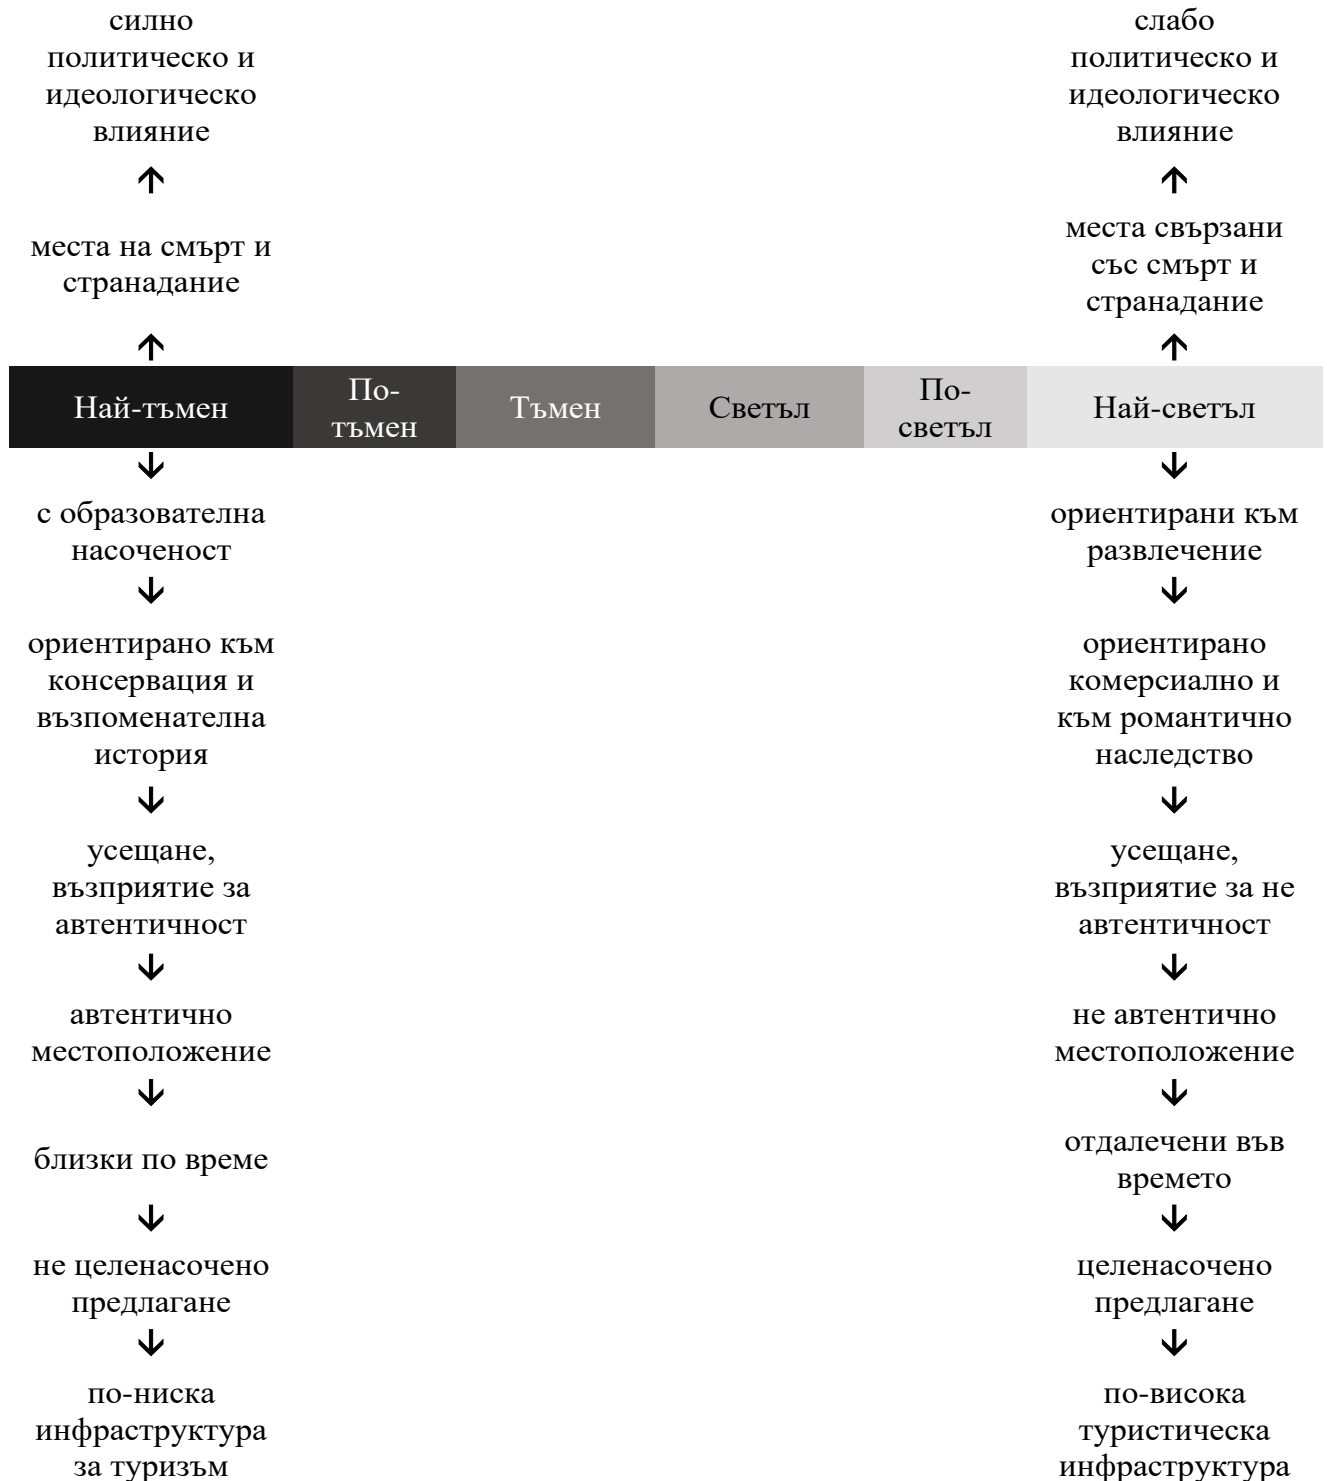 силно
политическо и
идеологическо
влияние
слабо
политическо и
идеологическо
влияние
места на смърт и
странадание
места свързани
със смърт и
странадание
Най-тъмен
По-
тъмен
Тъмен
Светъл
По-
светъл
Най-светъл
с образователна
насоченост
ориентирани към
развлечение
ориентирано към
консервация и
възпоменателна
история
ориентирано
комерсиално и
към романтично
наследство
усещане,
възприятие за
автентичност
усещане,
възприятие за не
автентичност
автентично
местоположение
не автентично
местоположение
близки по време
отдалечени във
времето
не целенасочено
предлагане
целенасочено
предлагане
по-ниска
инфраструктура
за туризъм
по-висока
туристическа
инфраструктура